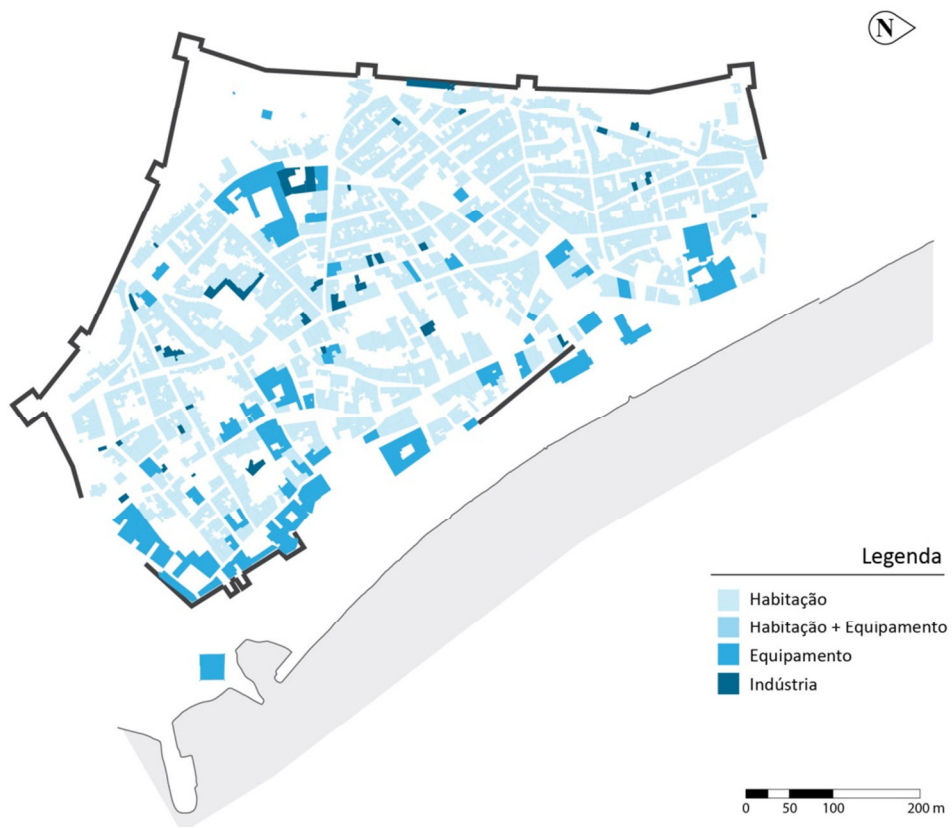 N
Legenda
Habitação
Habitação + Equipamento
Equipamento
Indústria
0 50 100 200 m